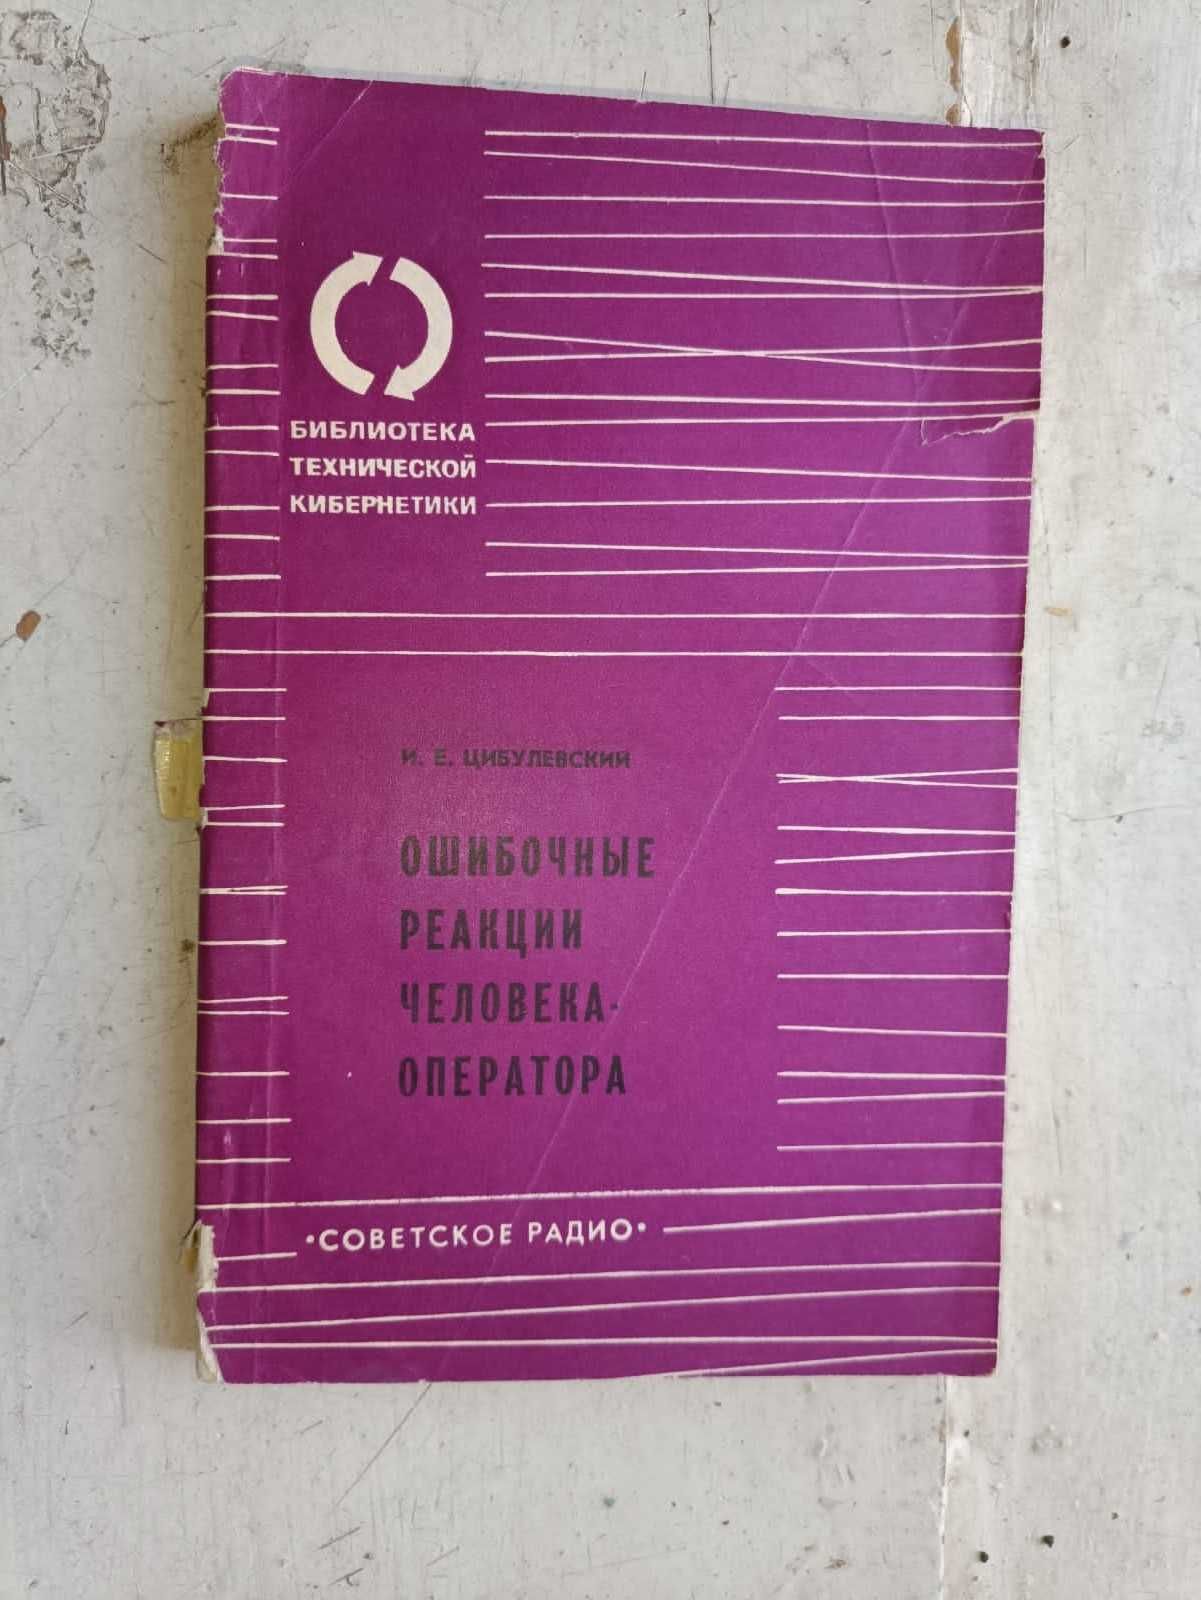 БИБЛИОТЕКА
ТЕХНИЧЕСКОЙ
КИБЕРНЕТИКИ
И. Е. ЦИБУЛЕВСКИЙ
ОШИБОЧНЫЕ
РЕАКЦИИ
ЧЕЛОВЕКА-
ОПЕРАТОРА
•СОВЕТСКОЕ РАДИО•